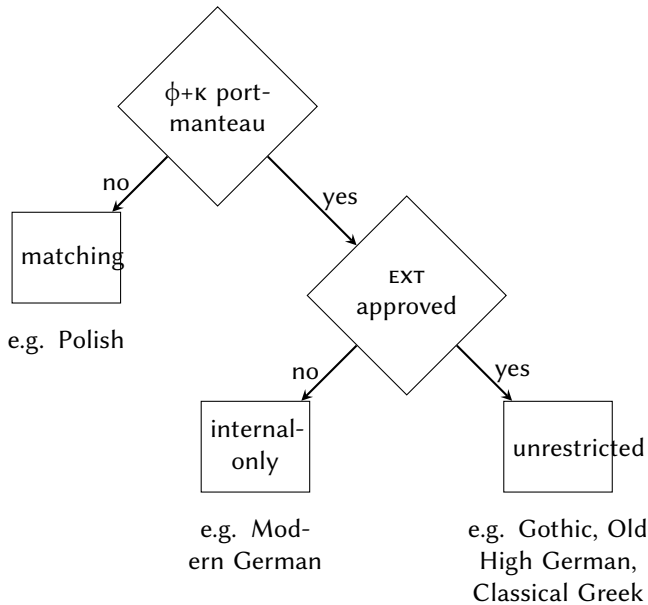 ϕ+κ port-
manteau
no
yes
matching
e.g. Polish
EXT
approved
no
yes
internal-
only
unrestricted
e.g. Mod-
ern German
e.g. Gothic, Old
High German,
Classical Greek